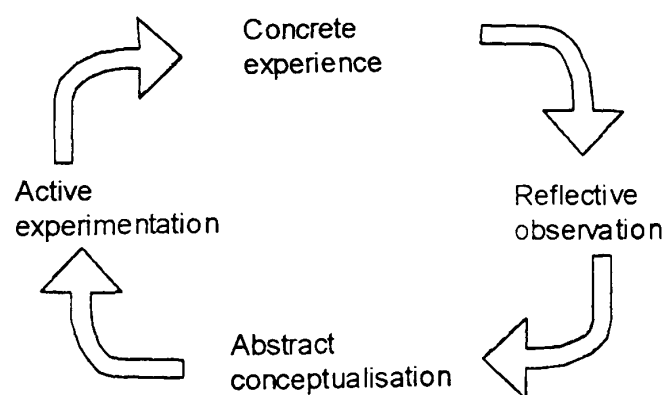 Concrete
experience
Reflective
observation
Abstract
conceptualisation
Active
experimentation